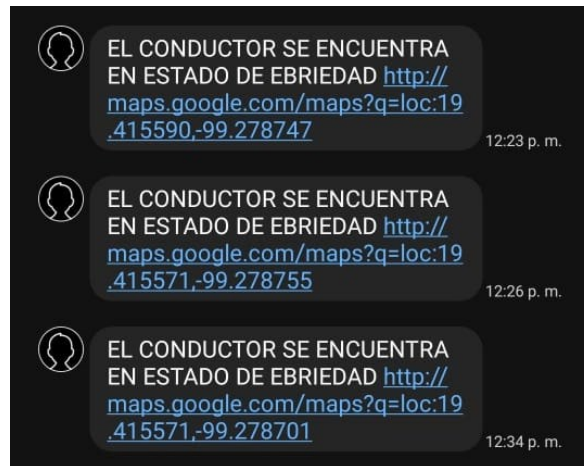 EL CONDUCTOR SE ENCUENTRA
EN ESTADO DE EBRIEDAD http://
maps.google.com/maps?q=loc:19
.415590,-99.278747
12:23 p. m.
EL CONDUCTOR SE ENCUENTRA
EN ESTADO DE EBRIEDAD http://
maps.google.com/maps?q=loc:19
.415571,-99.278755
12:26 p. m.
EL CONDUCTOR SE ENCUENTRA
EN ESTADO DE EBRIEDAD http://
maps.google.com/maps?q=loc:19
.415571,-99.278701
12:34 p. m.